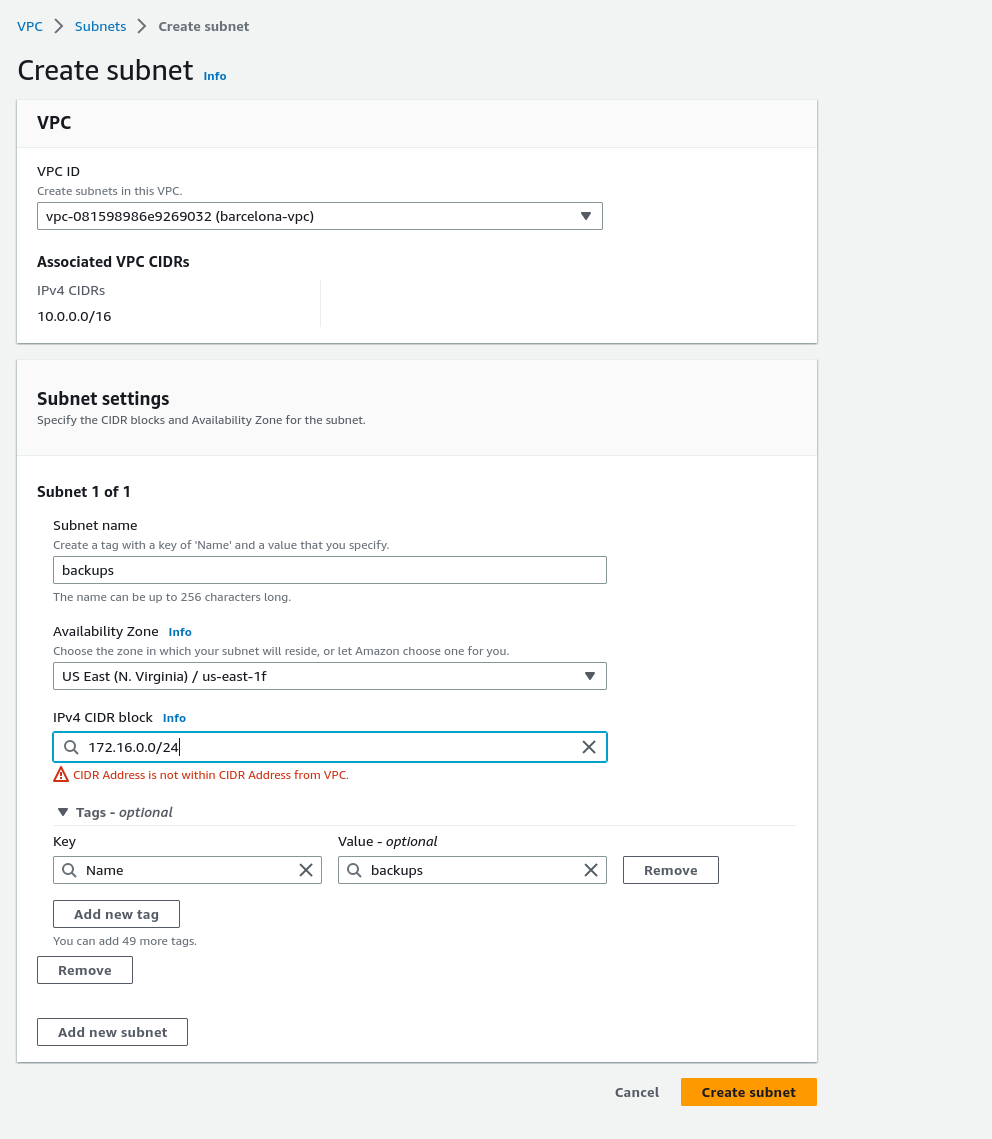 VPC > Subnets > Create subnet
Create subnet Info
VPC
VPC ID
Create subnets in this VPC.
vpc-081598986e9269032 (barcelona-vpc)
Associated VPC CIDRs
IPv4 CIDRs
10.0.0.0/16
Subnet settings
Specify the CIDR blocks and Availability Zone for the subnet.
Subnet 1 of 1
Subnet name
Create a tag with a key of 'Name' and a value that you specify.
backups
The name can be up to 256 characters long.
Availability Zone Info
Choose the zone in which your subnet will reside, or let Amazon choose one for you.
US East (N. Virginia) / us-east-1f
IPv4 CIDR block Info
172.16.0.0/24
CIDR Address is not within CIDR Address from VPC.
Tags - optional
Key Value - optional
Name backups Remove
Add new tag
You can add 49 more tags.
Remove
Add new subnet
Cancel Create subnet